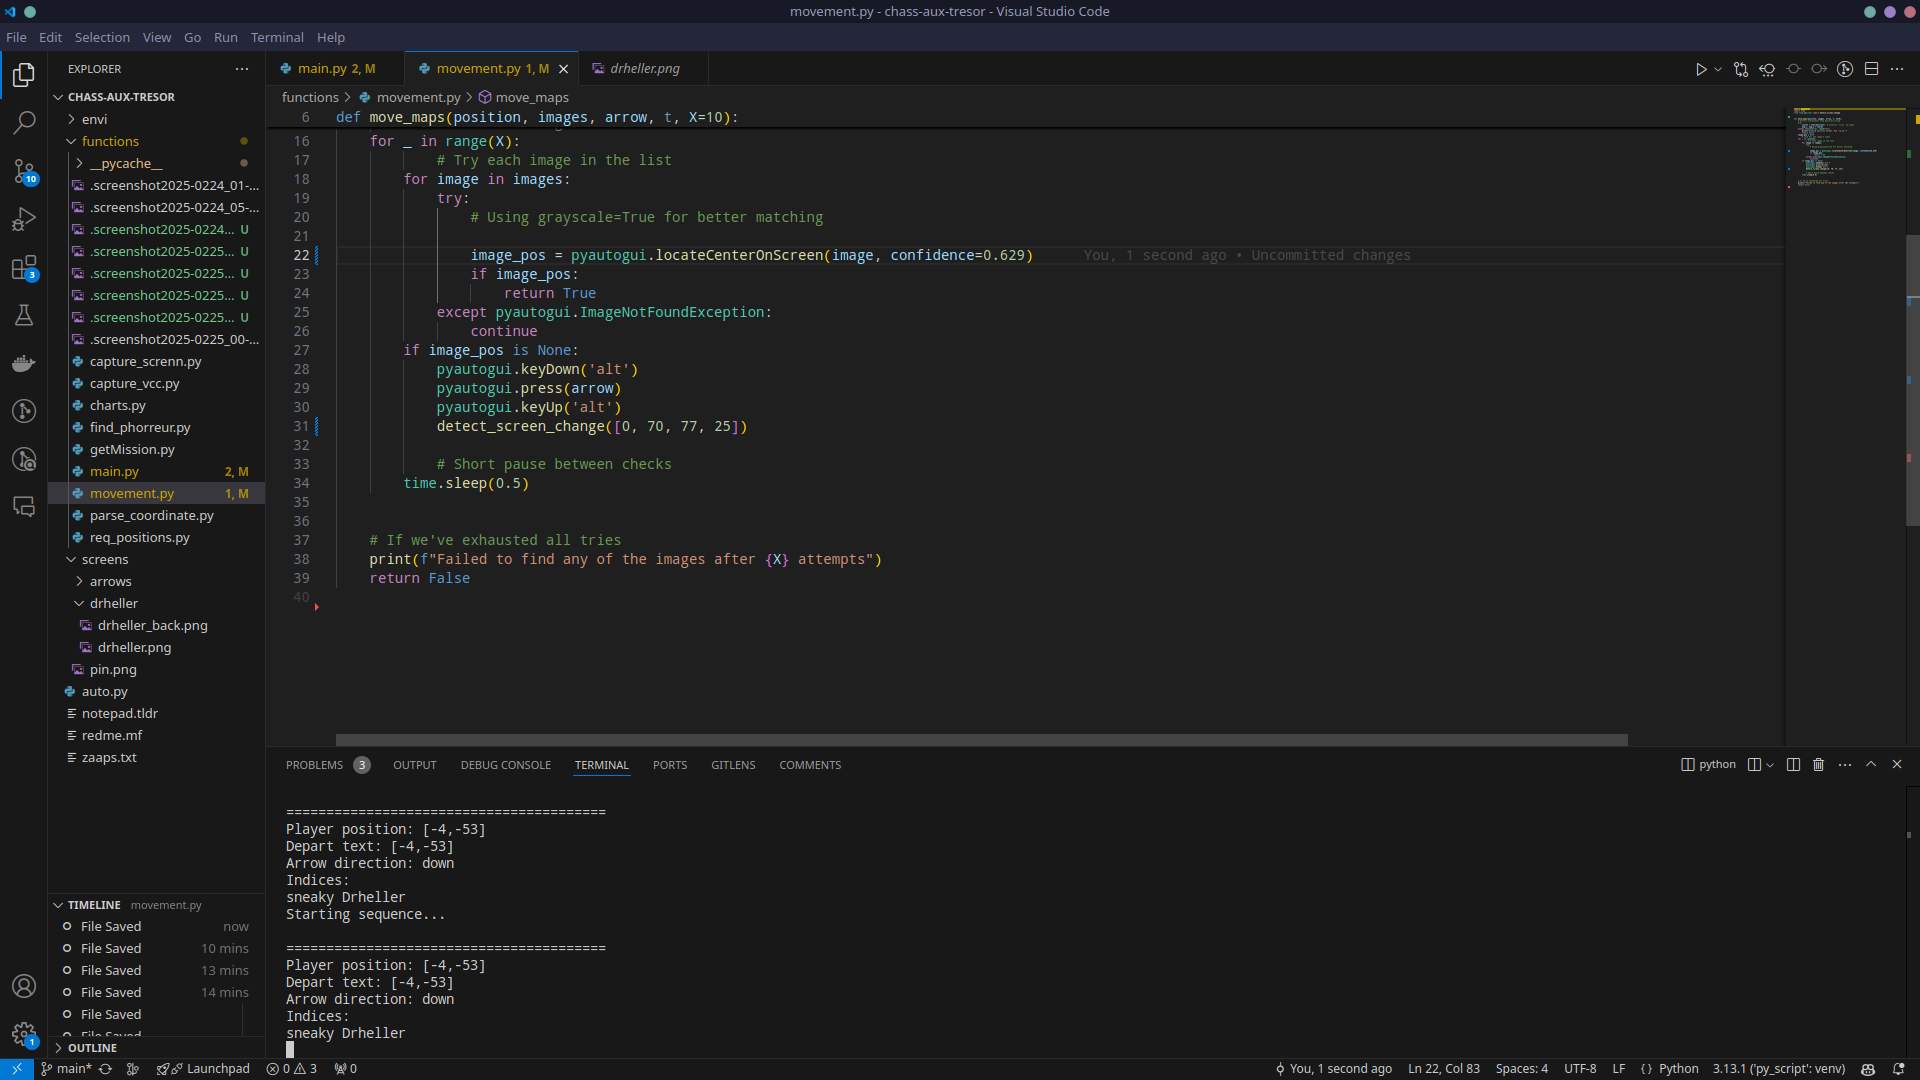 movement.py - chass-aux-tresor - Visual Studio Code
File Edit Selection View Go Run Terminal Help
EXPLORER
CHASS-AUX-TRESOR
envi
functions
__pycache__
.screenshot2025-0224_01-...
.screenshot2025-0224_05-...
.screenshot2025-0224... U
.screenshot2025-0225... U
.screenshot2025-0225... U
.screenshot2025-0225... U
.screenshot2025-0225... U
.screenshot2025-0225_00-...
capture_screnn.py
capture_vcc.py
charts.py
find_phorreur.py
getMission.py
main.py 2, M
movement.py 1, M
parse_coordinate.py
req_positions.py
screens
arrows
drheller
drheller_back.png
drheller.png
pin.png
auto.py
notepad.tldr
redme.mf
zaaps.txt
10
3
1
TIMELINE movement.py
File Saved now
File Saved 10 mins
File Saved 13 mins
File Saved 14 mins
File Saved
File Saved
OUTLINE
main.py 2, M movement.py 1, M drheller.png
functions > movement.py > move_maps
6 def move_maps(position, images, arrow, t, X=10):
16 for _ in range(X):
17 # Try each image in the list
18 for image in images:
19 try:
20 # Using grayscale=True for better matching
21
22 image_pos = pyautogui.locateCenterOnScreen(image, confidence=0.629) You, 1 second ago • Uncommitted changes
23 if image_pos:
24 return True
25 except pyautogui.ImageNotFoundException:
26 continue
27 if image_pos is None:
28 pyautogui.keyDown('alt')
29 pyautogui.press(arrow)
30 pyautogui.keyUp('alt')
31 detect_screen_change([0, 70, 77, 25])
32
33 # Short pause between checks
34 time.sleep(0.5)
35
36
37 # If we've exhausted all tries
38 print(f"Failed to find any of the images after {X} attempts")
39 return False
40
PROBLEMS 3 OUTPUT DEBUG CONSOLE TERMINAL PORTS GITLENS COMMENTS
python
========================================
Player position: [-4,-53]
Depart text: [-4,-53]
Arrow direction: down
Indices:
sneaky Drheller
Starting sequence...
========================================
Player position: [-4,-53]
Depart text: [-4,-53]
Arrow direction: down
Indices:
sneaky Drheller
main* Launchpad 0 3 0
You, 1 second ago Ln 22, Col 83 Spaces: 4 UTF-8 LF { } Python 3.13.1 ('py_script': venv)